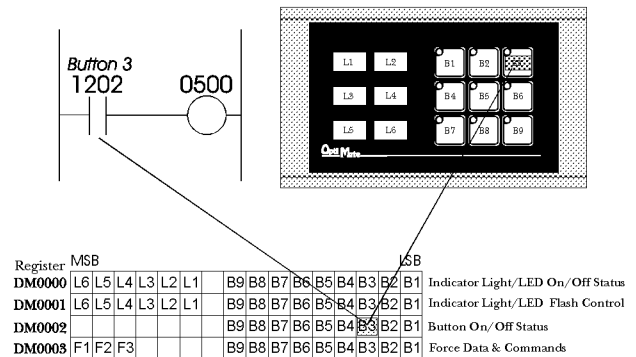 Button 3
1202 0500
L1 L2 B1 B2
L3 L4 B4 B5 B6
L5 L6 B7 B8 B9
Opti Mate
Register MSB LSB
DM0000 L6 L5 L4 L3 L2 L1 B9 B8 B7 B6 B5 B4 B3 B2 B1 Indicator Light/LED On/Off Status
DM0001 L6 L5 L4 L3 L2 L1 B9 B8 B7 B6 B5 B4 B3 B2 B1 Indicator Light/LED Flash Control
DM0002 B9 B8 B7 B6 B5 B4 B3 B2 B1 Button On/Off Status
DM0003 F1 F2 F3 B9 B8 B7 B6 B5 B4 B3 B2 B1 Force Data & Commands